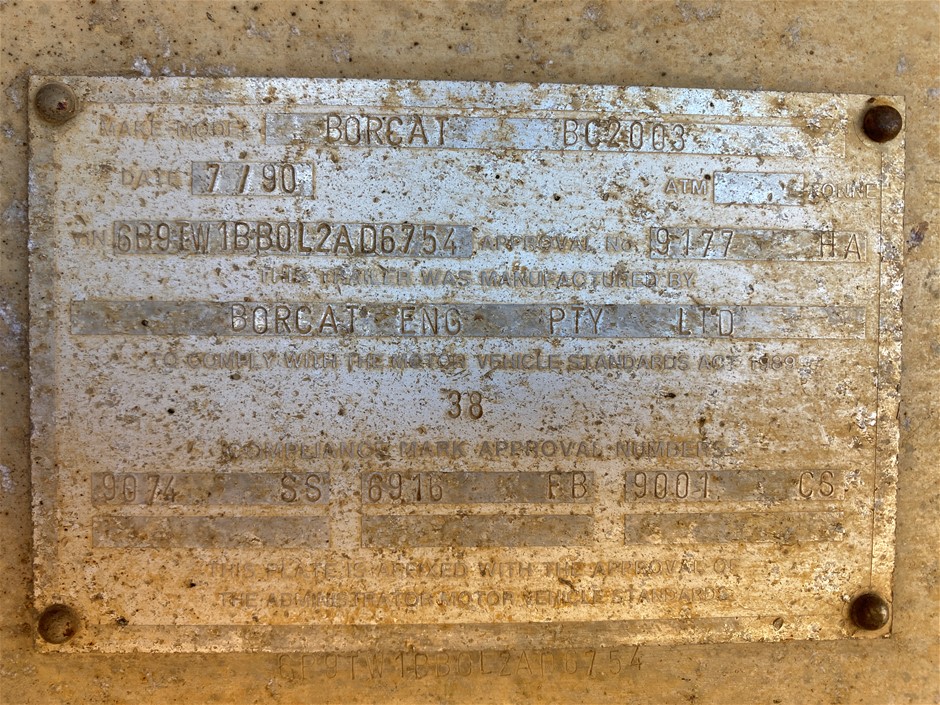 MAKE-MODEL BORCAT BC2003
DATE 7/90 ATM TONNE
VIN 6B9TW1BB0L2AD6754 APPROVAL No. 9177 HA
THIS TRAILER WAS MANUFACTURED BY
BORCAT ENG PTY LTD
TO COMPLY WITH THE MOTOR VEHICLE STANDARDS ACT 1989
38
COMPLIANCE MARK APPROVAL NUMBERS
9074 SS 6916 FB 9001 CS
THIS PLATE IS AFFIXED WITH THE APPROVAL OF
THE ADMINISTRATOR MOTOR VEHICLE STANDARDS
6B9TW1BB0L2AD6754